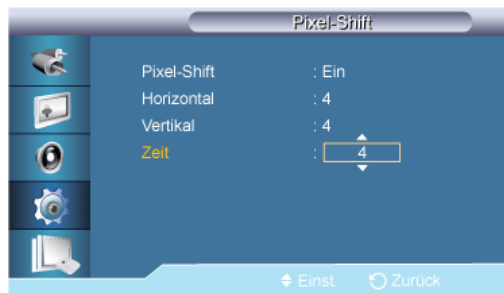 Pixel-Shift
Pixel-Shift : Ein
Horizontal : 4
Vertikal : 4
Zeit : 4
Einst. Zurück